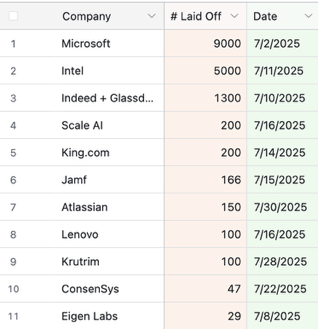 Company # Laid Off Date
1 Microsoft 9000 7/2/2025
2 Intel 5000 7/11/2025
3 Indeed + Glassd... 1300 7/10/2025
4 Scale AI 200 7/16/2025
5 King.com 200 7/14/2025
6 Jamf 166 7/15/2025
7 Atlassian 150 7/30/2025
8 Lenovo 100 7/16/2025
9 Krutrim 100 7/28/2025
10 ConsenSys 47 7/22/2025
11 Eigen Labs 29 7/8/2025